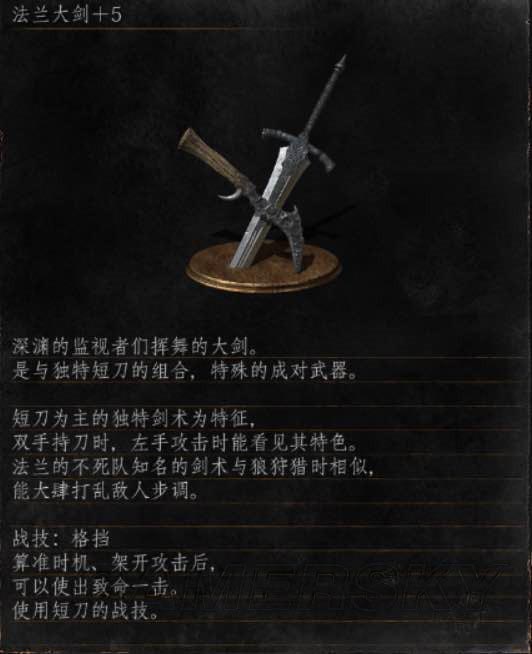 法兰大剑＋5
深渊的监视者们挥舞的大剑。
是与独特短刀的组合，特殊的成对武器。
短刀为主的独特剑术为特征，
双手持刀时，左手攻击时能看见其特色。
法兰的不死队知名的剑术与狼狩猎时相似，
能大肆打乱敌人步调。
战技：格挡
算准时机、架开攻击后，
可以使出致命一击。
使用短刀的战技。